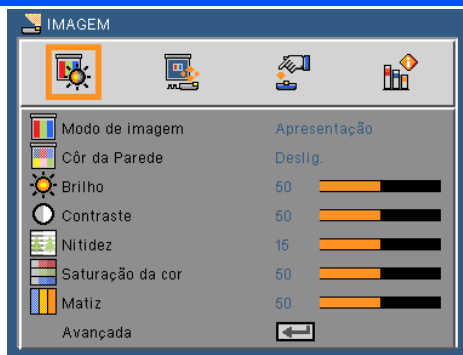 IMAGEM
Modo de imagem Apresentação
Côr da Parede Deslig.
Brilho 50
Contraste 50
Nitidez 15
Saturação da cor 50
Matiz 50
Avançada